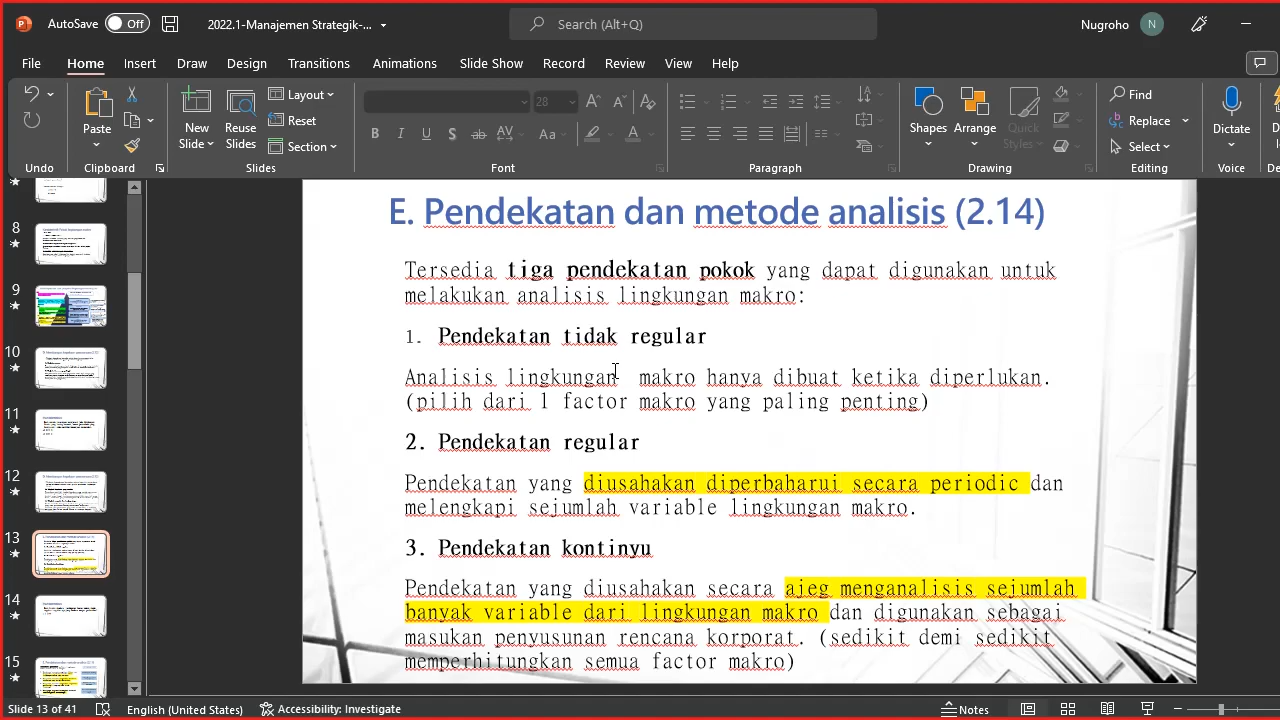 AutoSave Off 2022.1-Manajemen Strategik-... Search (Alt+Q) Nugroho N
File Home Insert Draw Design Transitions Animations Slide Show Record Review View Help
Undo
Paste
Clipboard
New Slide
Reuse Slides
Layout
Reset
Section
Slides
28
Font
Paragraph
Shapes
Arrange
Quick Styles
Drawing
Find
Replace
Select
Editing
Dictate
Voice
8
9
10
11
12
13
14
15
E. Pendekatan dan metode analisis (2.14)
Tersedia tiga pendekatan pokok yang dapat digunakan untuk
melakukan analisis lingkungan makro:
1. Pendekatan tidak regular
Analisis lingkungan makro hanya dibuat ketika diperlukan.
(pilih dari 1 factor makro yang paling penting)
2. Pendekatan regular
Pendekatan yang diusahakan diperbaharui secara periodic dan
melengkapi sejumlah variable lingkungan makro.
3. Pendekatan kontinyu
Pendekatan yang diusahakan secara ajeg menganalisis sejumlah
banyak variable dari lingkungan makro dan digunakan sebagai
masukan penyusunan rencana korporat. (sedikit demi sedikit
memperhitungkan semua factor makro)
Slide 13 of 41 English (United States) Accessibility: Investigate Notes